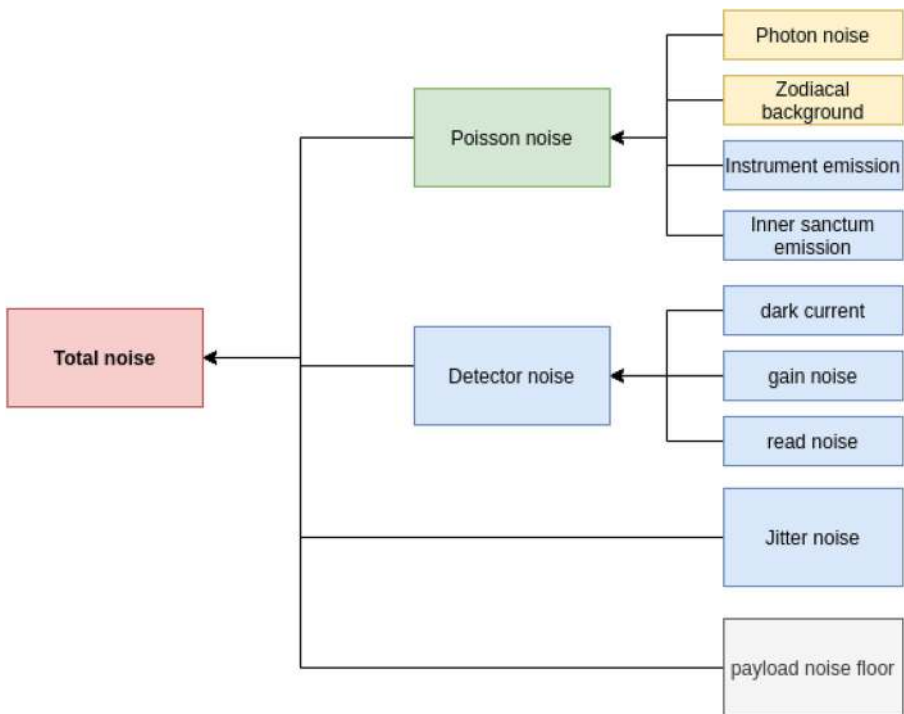 Photon noise
Zodiacal
background
Poisson noise
Instrument emission
Inner sanctum
emission
dark current
Total noise
Detector noise
gain noise
read noise
Jitter noise
payload noise floor